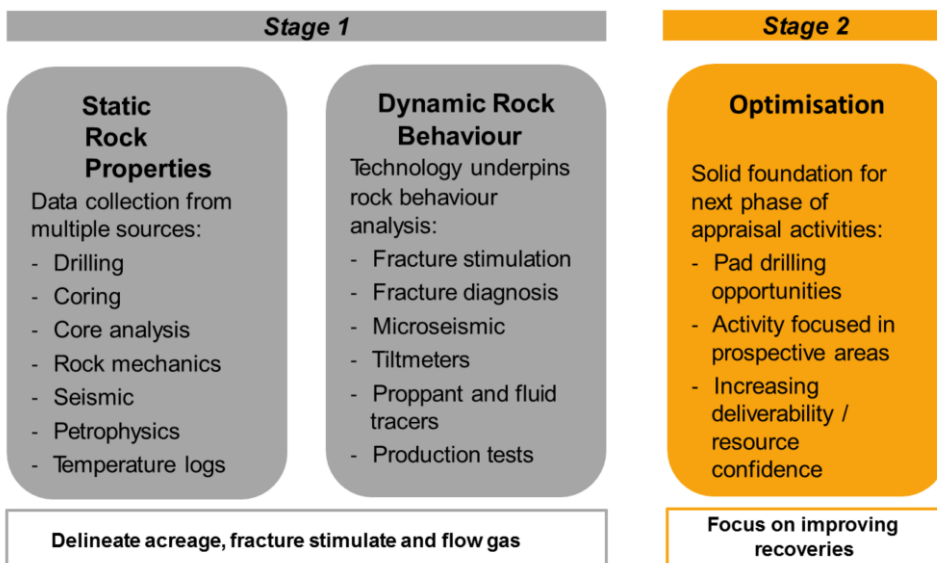 Stage 1
Static
Rock
Properties
Data collection from
multiple sources:
- Drilling
- Coring
- Core analysis
- Rock mechanics
- Seismic
- Petrophysics
- Temperature logs
Dynamic Rock
Behaviour
Technology underpins
rock behaviour
analysis:
- Fracture stimulation
- Fracture diagnosis
- Microseismic
- Tiltmeters
- Proppant and fluid
tracers
- Production tests
Delineate acreage, fracture stimulate and flow gas
Stage 2
Optimisation
Solid foundation for
next phase of
appraisal activities:
- Pad drilling
opportunities
- Activity focused in
prospective areas
- Increasing
deliverability /
resource
confidence
Focus on improving
recoveries